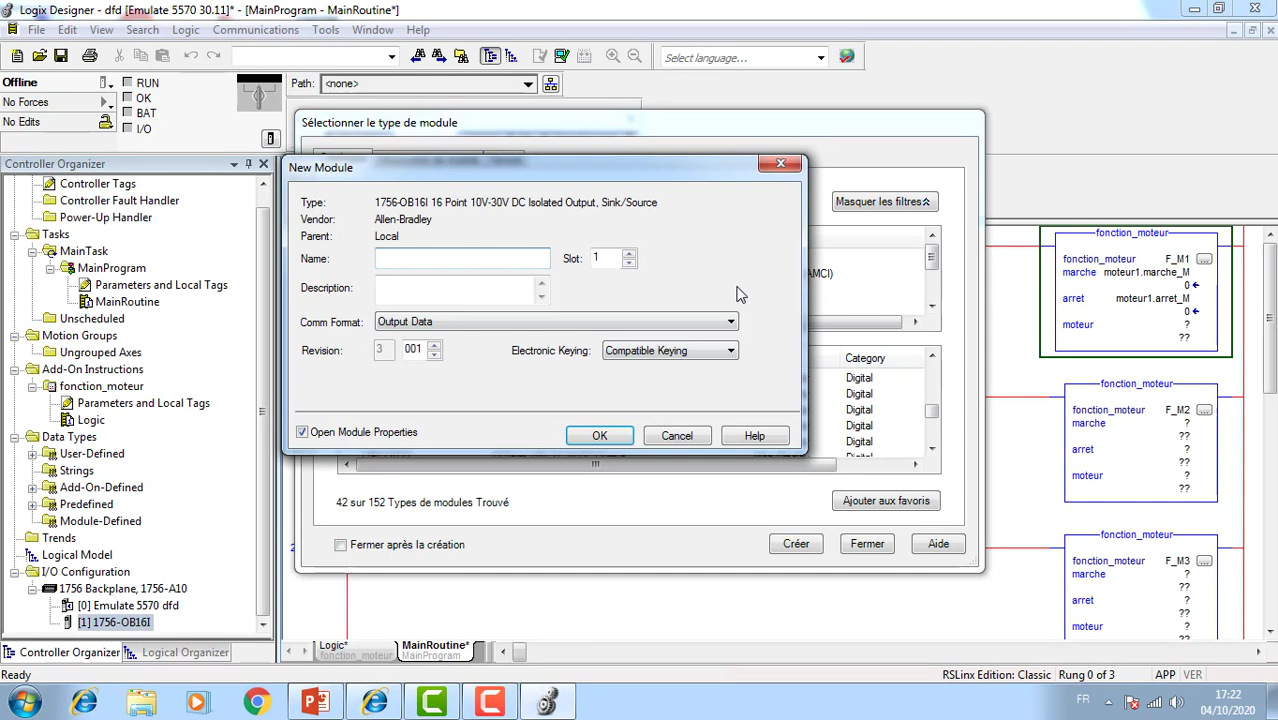 Logix Designer - dfd [Emulate 5570 30.11]* - [MainProgram - MainRoutine*]
File Edit View Search Logic Communications Tools Window Help
Select language...
Offline
RUN
No Forces
OK
No Edits
BAT
I/O
Path: <none>
Controller Organizer
Controller Tags
Controller Fault Handler
Power-Up Handler
Tasks
MainTask
MainProgram
Parameters and Local Tags
MainRoutine
Unscheduled
Motion Groups
Ungrouped Axes
Add-On Instructions
fonction_moteur
Parameters and Local Tags
Logic
Data Types
User-Defined
Strings
Add-On-Defined
Predefined
Module-Defined
Trends
Logical Model
I/O Configuration
1756 Backplane, 1756-A10
[0] Emulate 5570 dfd
[1] 1756-OB16I
Controller Organizer
Logical Organizer
Sélectionner le type de module
Masquer les filtres
AMCI)
Category
Digital
Digital
Digital
Digital
Digital
Digital
42 sur 152 Types de modules Trouvé
Ajouter aux favoris
Fermer après la création
Créer
Fermer
Aide
New Module
Type: 1756-OB16I 16 Point 10V-30V DC Isolated Output, Sink/Source
Vendor: Allen-Bradley
Parent: Local
Name:
Slot: 1
Description:
Comm Format: Output Data
Revision: 3 001
Electronic Keying: Compatible Keying
Open Module Properties
OK
Cancel
Help
fonction_moteur
fonction_moteur F_M1 ...
marche moteur1.marche_M
0
arret moteur1.arret_M
0
moteur ?
??
fonction_moteur
fonction_moteur F_M2 ...
marche ?
??
arret ?
??
moteur ?
??
fonction_moteur
fonction_moteur F_M3 ...
marche ?
??
arret ?
??
moteur ?
??
Logic*
fonction_moteur
MainRoutine*
MainProgram
Ready
RSLinx Edition: Classic Rung 0 of 3 APP VER
FR
17:22
04/10/2020